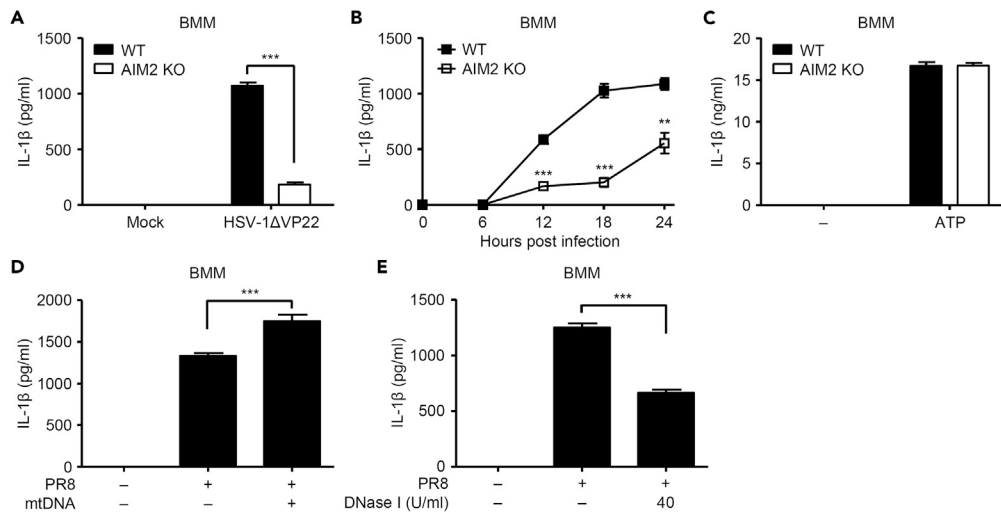 A
BMM
IL-1β (pg/ml)
1500
1000
500
0
WT
AIM2 KO
***
Mock
HSV-1ΔVP22
B
BMM
IL-1β (pg/ml)
1500
1000
500
0
WT
AIM2 KO
***
***
**
0 6 12 18 24
Hours post infection
C
BMM
IL-1β (ng/ml)
20
15
10
5
0
WT
AIM2 KO
– ATP
D
BMM
IL-1β (pg/ml)
2000
1500
1000
500
0
***
PR8 – + +
mtDNA – – +
E
BMM
IL-1β (pg/ml)
1500
1000
500
0
***
PR8 – + +
DNase I (U/ml) – – 40